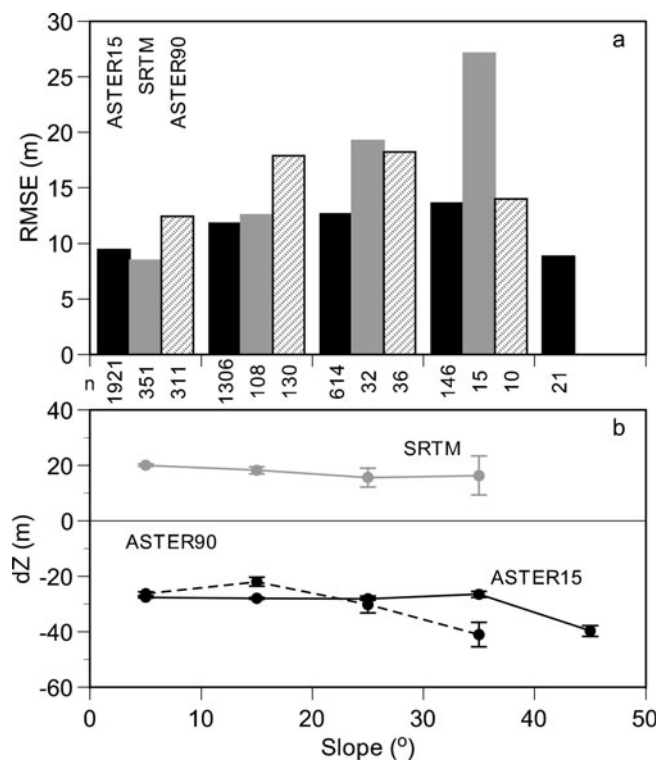 a
30
25
20
15
10
5
0
RMSE (m)
ASTER15
SRTM
ASTER90
n 1921 351 311 1306 108 130 614 32 36 146 15 10 21
b
40
20
0
-20
-40
-60
dZ (m)
SRTM
ASTER90
ASTER15
0 10 20 30 40 50
Slope (º)